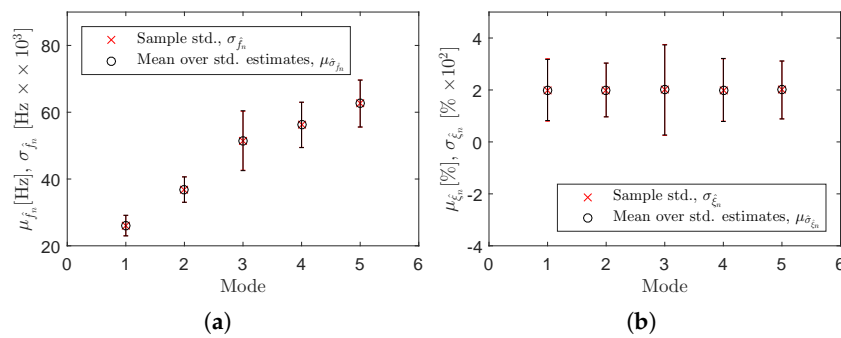 80
60
40
20
0 1 2 3 4 5 6
Mode
μ_{f̂_n}[Hz], σ_{f̂_n} [Hz × × 10³]
× Sample std., σ_{f̂_n}
○ Mean over std. estimates, μ_{σ̂_{f̂_n}}
(a)
4
2
0
-2
-4
0 1 2 3 4 5 6
Mode
μ_{ξ̂_n}[%], σ_{ξ̂_n} [% ×10²]
× Sample std., σ_{ξ̂_n}
○ Mean over std. estimates, μ_{σ̂_{ξ̂_n}}
(b)